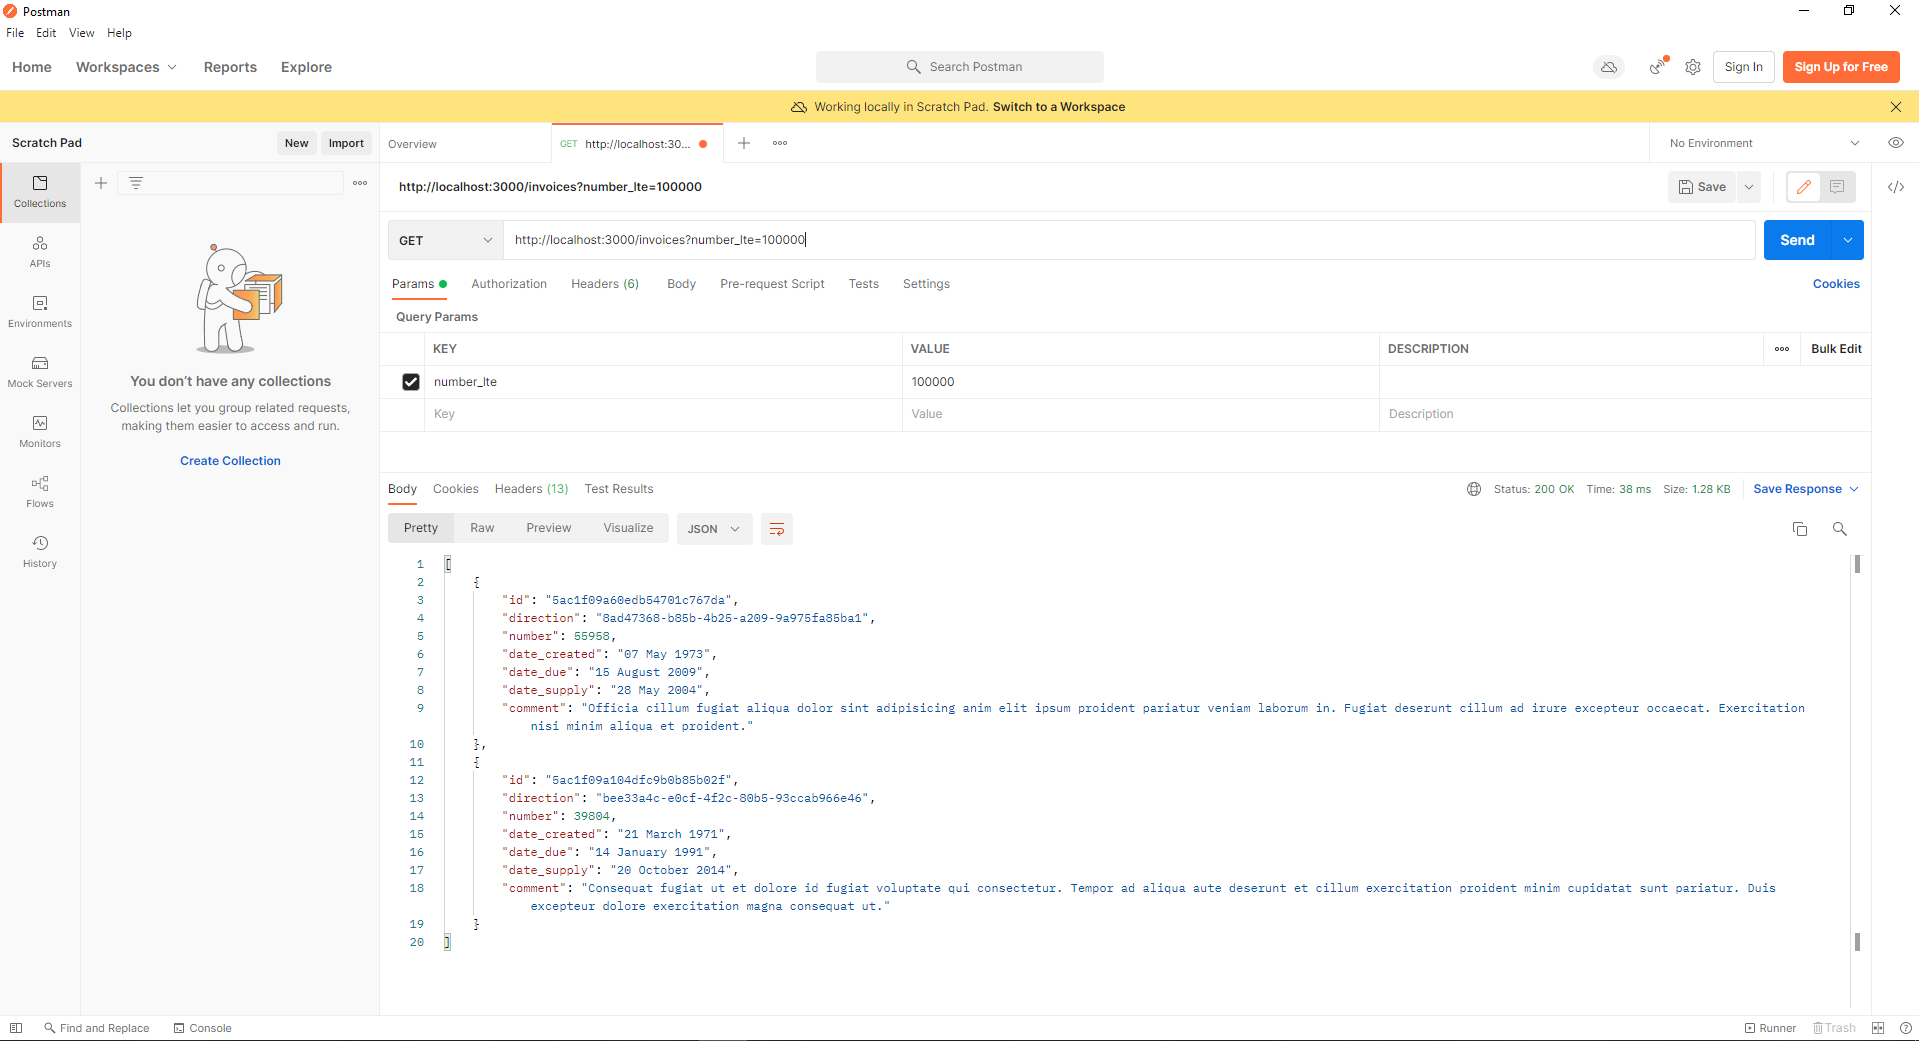 Postman
File Edit View Help
Home Workspaces Reports Explore Search Postman Sign In Sign Up for Free
Working locally in Scratch Pad. Switch to a Workspace
Scratch Pad New Import Overview GET http://localhost:30... No Environment
http://localhost:3000/invoices?number_lte=100000 Save
Collections
GET http://localhost:3000/invoices?number_lte=100000 Send
APIs
Params Authorization Headers (6) Body Pre-request Script Tests Settings Cookies
Query Params
Environments
KEY VALUE DESCRIPTION Bulk Edit
number_lte 100000
Key Value Description
Mock Servers
Monitors
Flows
History
You don't have any collections
Collections let you group related requests,
making them easier to access and run.
Create Collection
Body Cookies Headers (13) Test Results Status: 200 OK Time: 38 ms Size: 1.28 KB Save Response
Pretty Raw Preview Visualize JSON
1 [
2 {
3 "id": "5ac1f09a60edb54701c767da",
4 "direction": "8ad47368-b85b-4b25-a209-9a975fa85ba1",
5 "number": 55958,
6 "date_created": "07 May 1973",
7 "date_due": "15 August 2009",
8 "date_supply": "28 May 2004",
9 "comment": "Officia cillum fugiat aliqua dolor sint adipisicing anim elit ipsum proident pariatur veniam laborum in. Fugiat deserunt cillum ad irure excepteur occaecat. Exercitation
nisi minim aliqua et proident."
10 },
11 {
12 "id": "5ac1f09a104dfc9b0b85b02f",
13 "direction": "bee33a4c-e0cf-4f2c-80b5-93ccab966e46",
14 "number": 39804,
15 "date_created": "21 March 1971",
16 "date_due": "14 January 1991",
17 "date_supply": "20 October 2014",
18 "comment": "Consequat fugiat ut et dolore id fugiat voluptate qui consectetur. Tempor ad aliqua aute deserunt et cillum exercitation proident minim cupidatat sunt pariatur. Duis
excepteur dolore exercitation magna consequat ut."
19 }
20 ]
Find and Replace Console Runner Trash